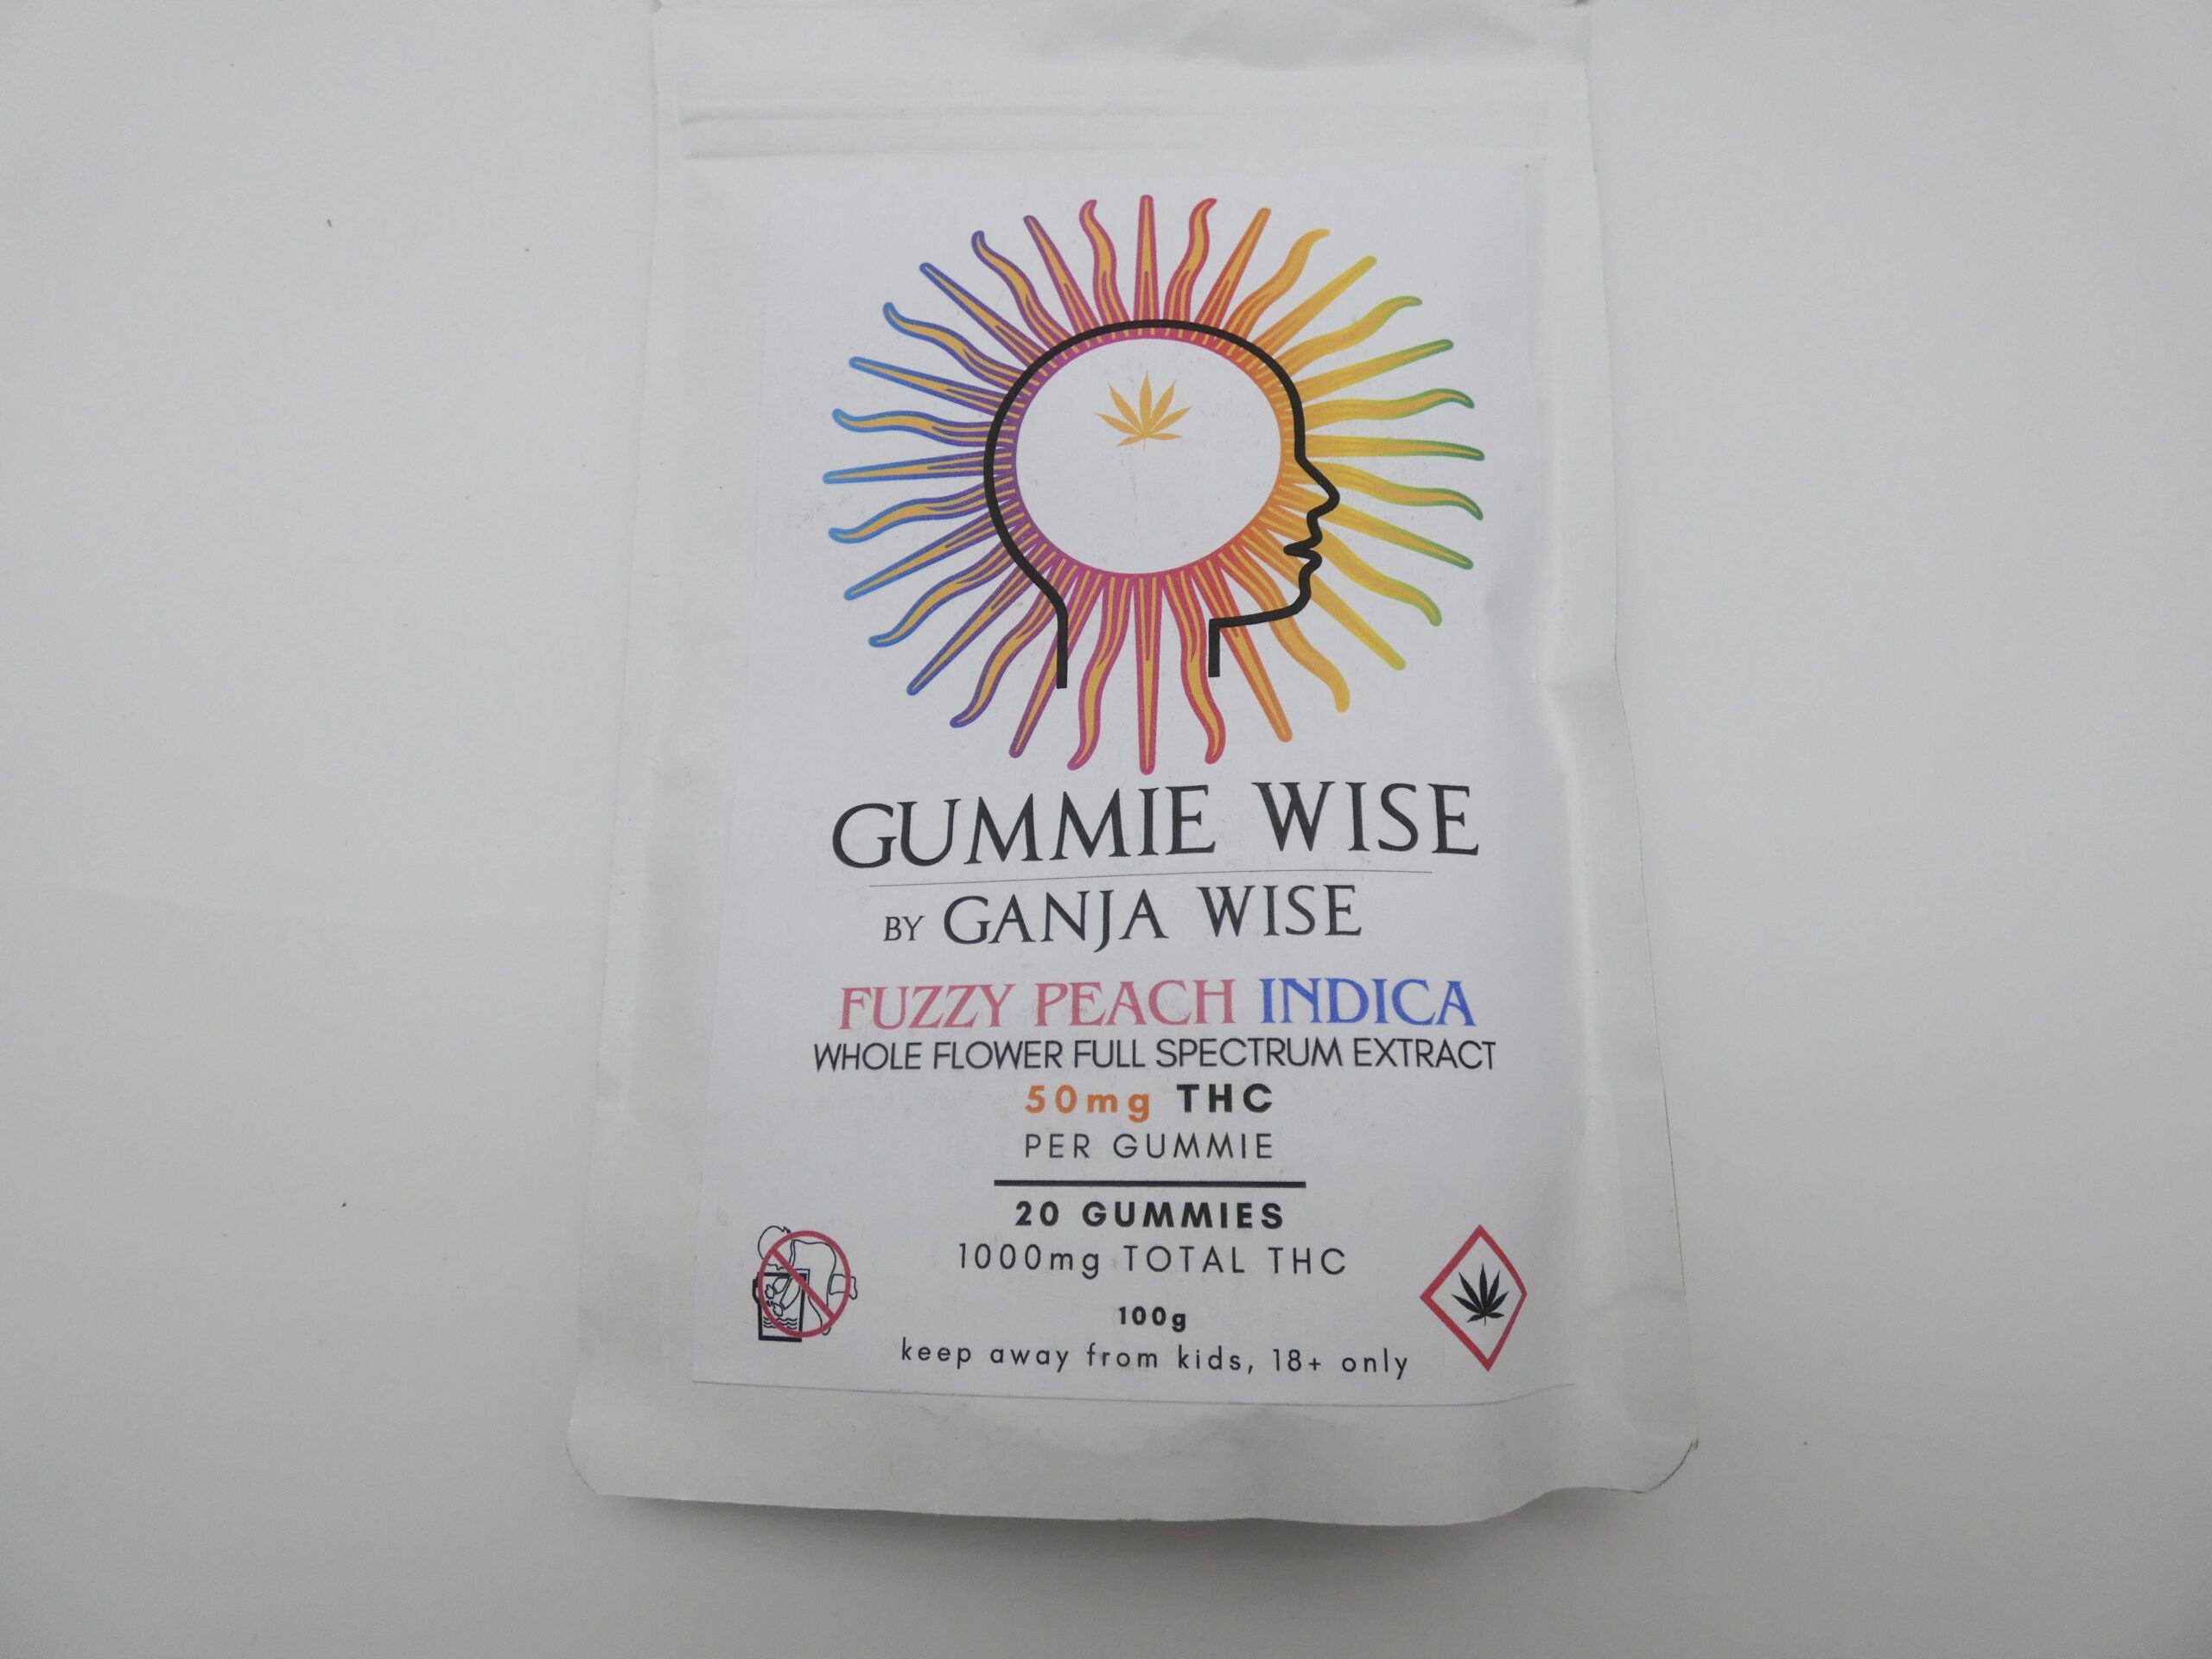 GUMMIE WISE
BY GANJA WISE
FUZZY PEACH INDICA
WHOLE FLOWER FULL SPECTRUM EXTRACT
50mg THC
PER GUMMIE
20 GUMMIES
1000mg TOTAL THC
100g
keep away from kids, 18+ only